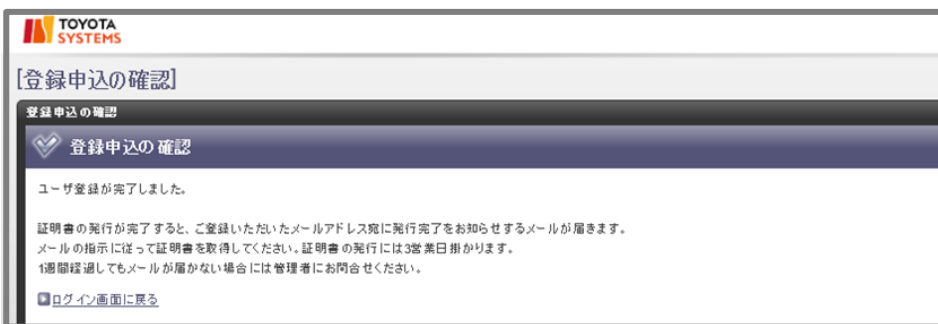 TOYOTA
SYSTEMS
[登録申込の確認]
登録申込の確認
登録申込の確認
ユーザ登録が完了しました。
証明書の発行が完了すると、ご登録いただいたメールアドレス宛に発行完了をお知らせするメールが届きます。
メールの指示に従って証明書を取得してください。証明書の発行には3営業日掛かります。
1週間経過してもメールが届かない場合には管理者にお問合せください。
ログイン画面に戻る